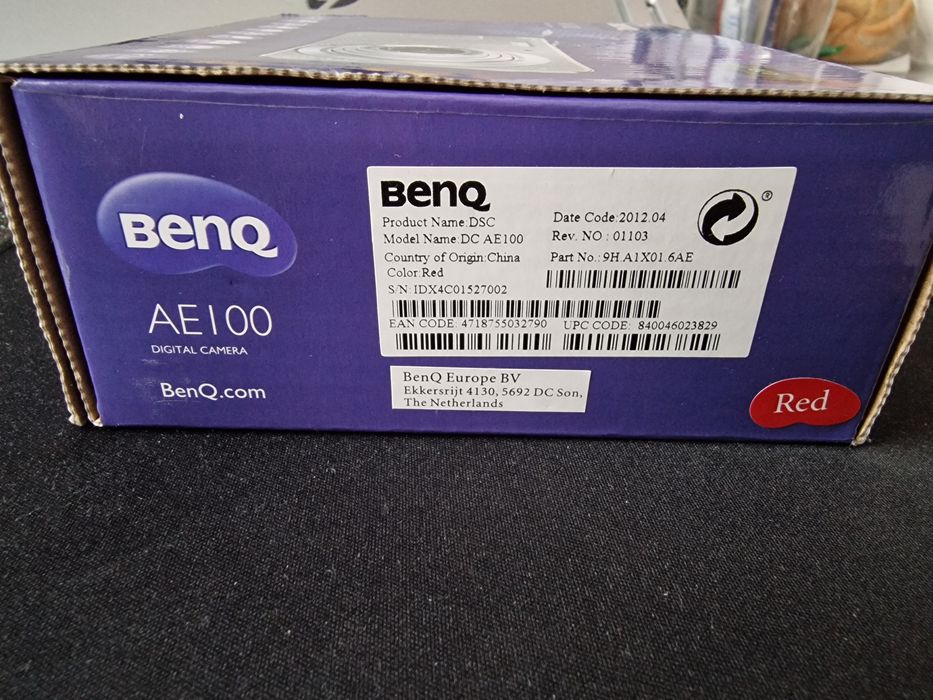 BenQ
AE100
DIGITAL CAMERA
BenQ.com
BenQ
Product Name:DSC
Model Name:DC AE100
Country of Origin:China
Color:Red
S/N:IDX4C01527002
Date Code:2012.04
Rev. NO : 01103
Part No.:9H.A1X01.6AE
®
EAN CODE: 4718755032790
UPC CODE: 840046023829
BenQ Europe BV
Ekkersrijt 4130, 5692 DC Son,
The Netherlands
Red